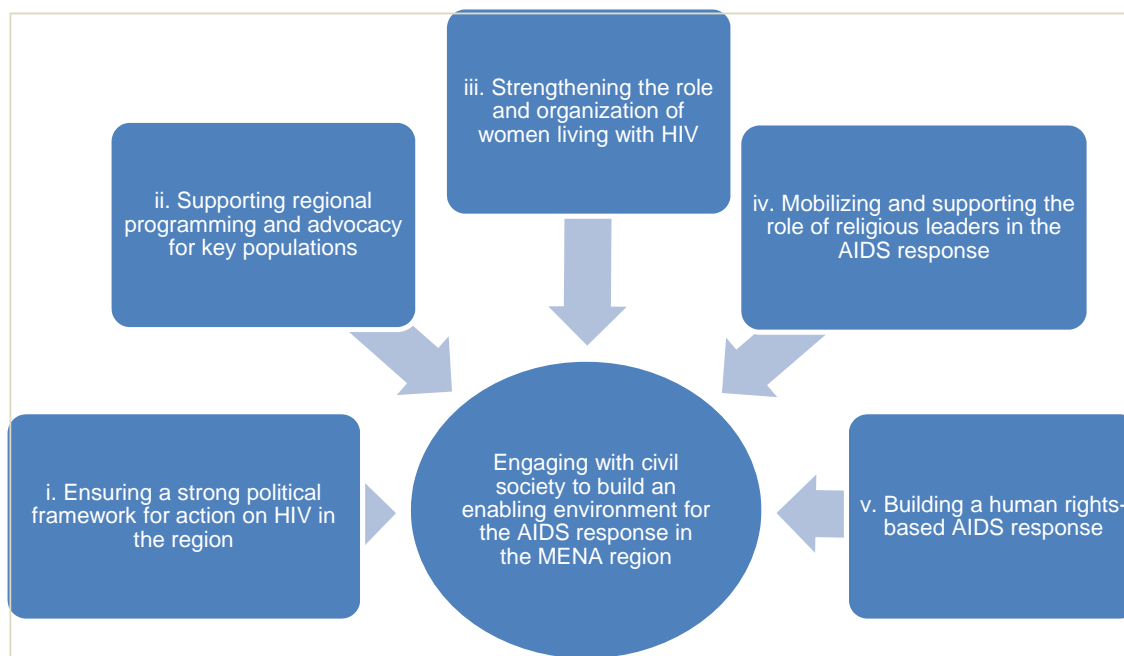 i. Ensuring a strong political
framework for action on HIV in
the region
ii. Supporting regional
programming and advocacy
for key populations
iii. Strengthening the role
and organization of
women living with HIV
iv. Mobilizing and supporting the
role of religious leaders in the
AIDS response
v. Building a human rights-
based AIDS response
Engaging with civil
society to build an
enabling environment for
the AIDS response in
the MENA region